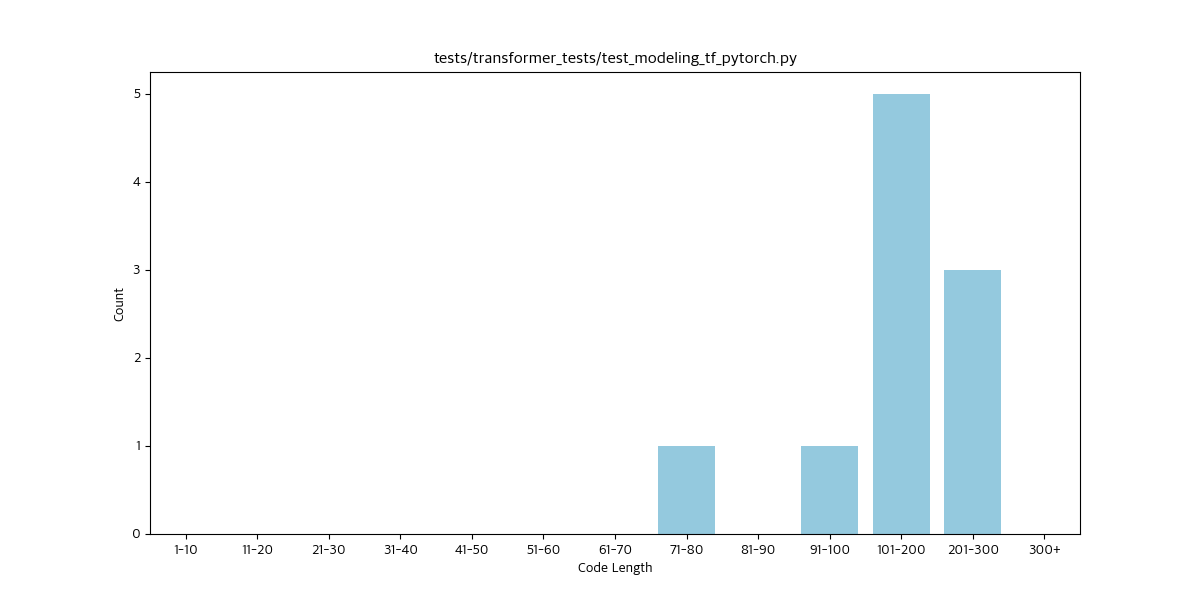 tests/transformer_tests/test_modeling_tf_pytorch.py
5
4
3
2
1
0
Count
1-10 11-20 21-30 31-40 41-50 51-60 61-70 71-80 81-90 91-100 101-200 201-300 300+
Code Length